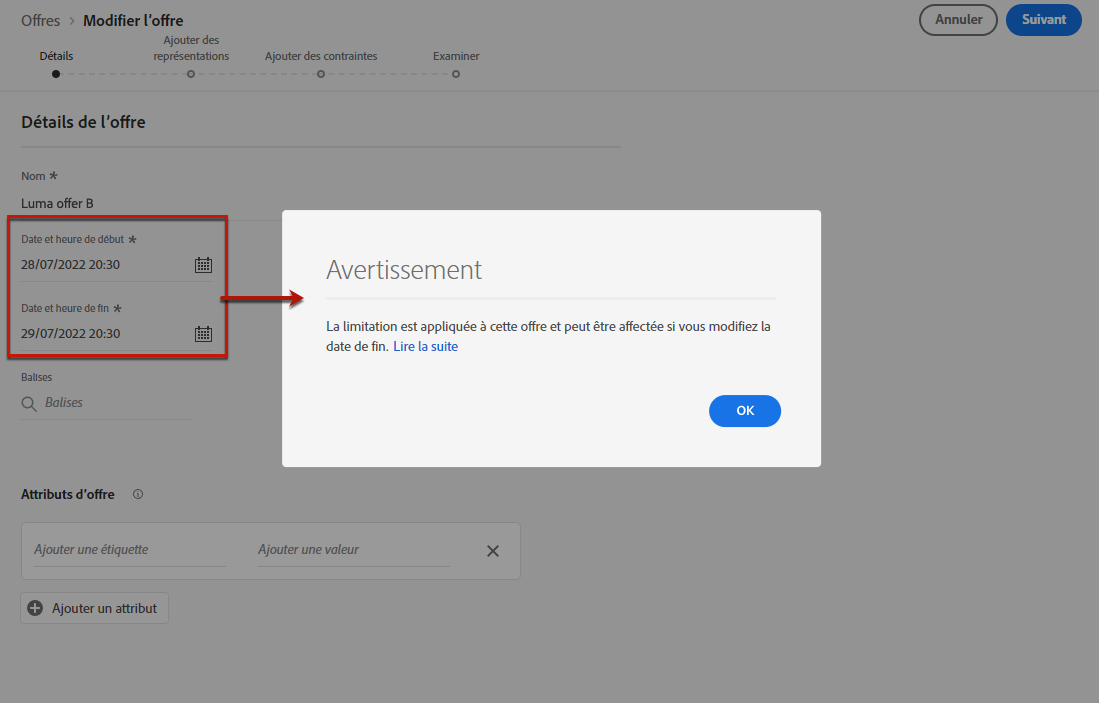 Offres > Modifier l'offre
Annuler
Suivant
Détails
Ajouter des
représentations
Ajouter des contraintes
Examiner
Détails de l'offre
Nom *
Luma offer B
Date et heure de début *
28/07/2022 20:30
Date et heure de fin *
29/07/2022 20:30
Balises
Balises
Avertissement
La limitation est appliquée à cette offre et peut être affectée si vous modifiez la
date de fin. Lire la suite
OK
Attributs d'offre
Ajouter une étiquette
Ajouter une valeur
Ajouter un attribut